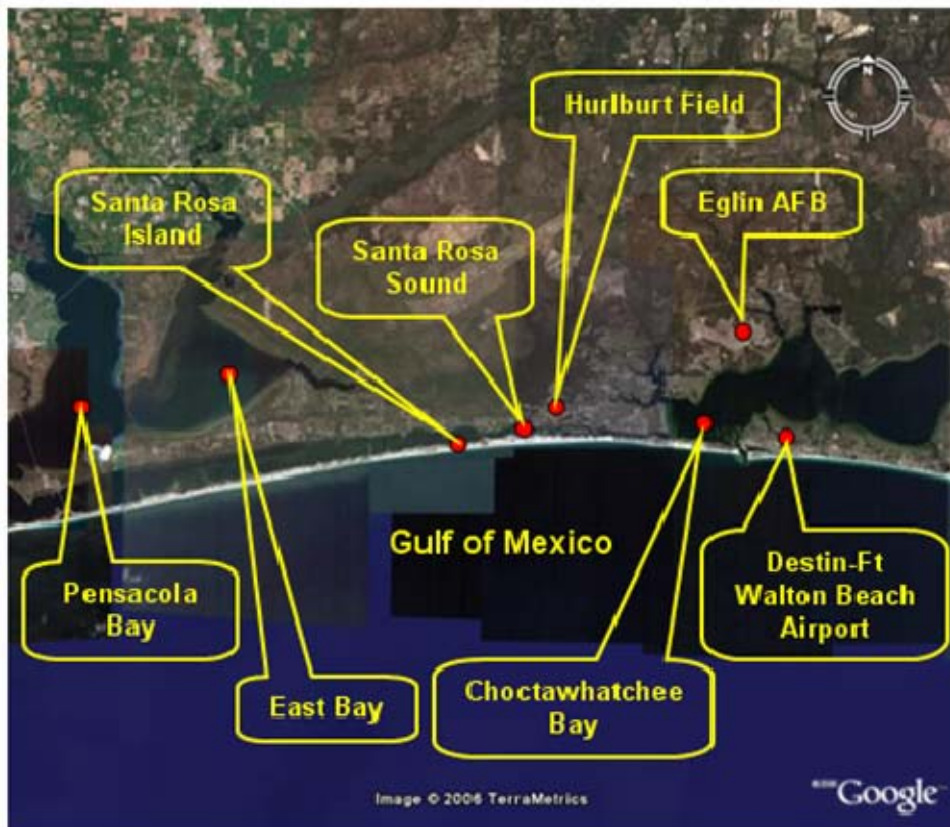 N
Hurlburt Field
Santa Rosa
Island
Eglin AFB
Santa Rosa
Sound
Gulf of Mexico
Pensacola
Bay
Destin-Ft
Walton Beach
Airport
East Bay
Choctawhatchee
Bay
Image © 2006 TerraMetrics
Google